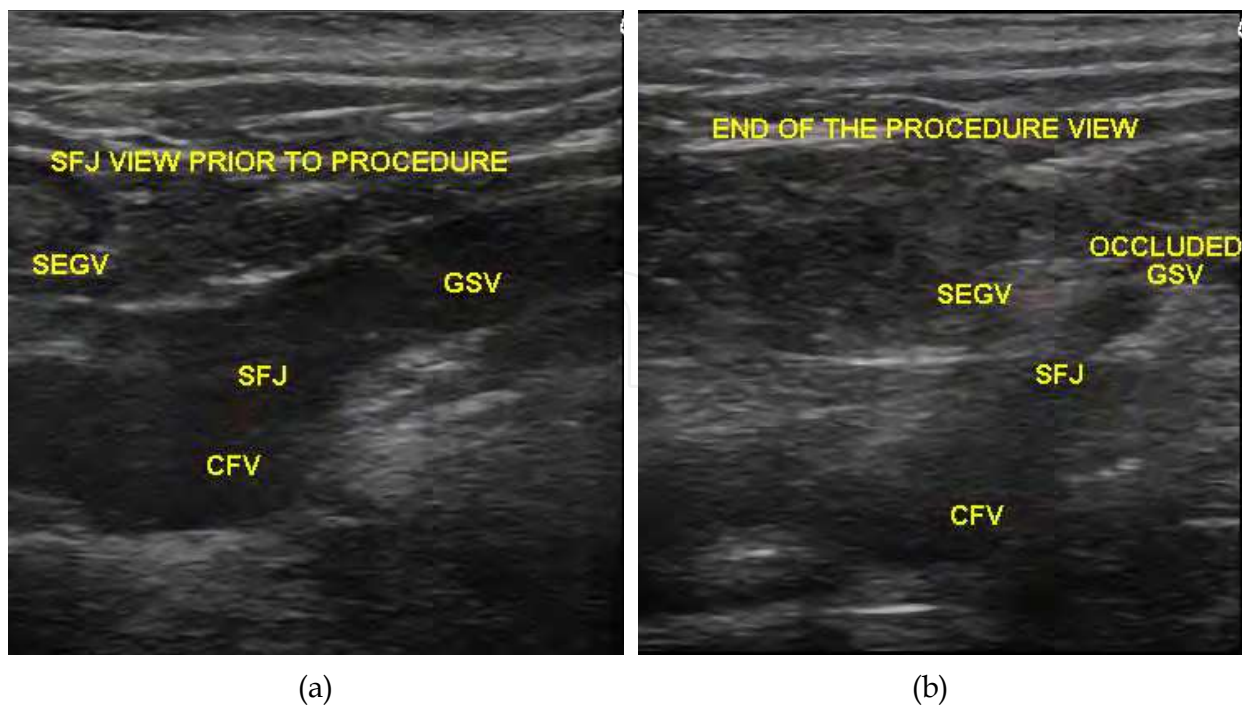 SFJ VIEW PRIOR TO PROCEDURE
SEGV
GSV
SFJ
CFV
(a)
END OF THE PROCEDURE VIEW
OCCLUDED
GSV
SEGV
SFJ
CFV
(b)